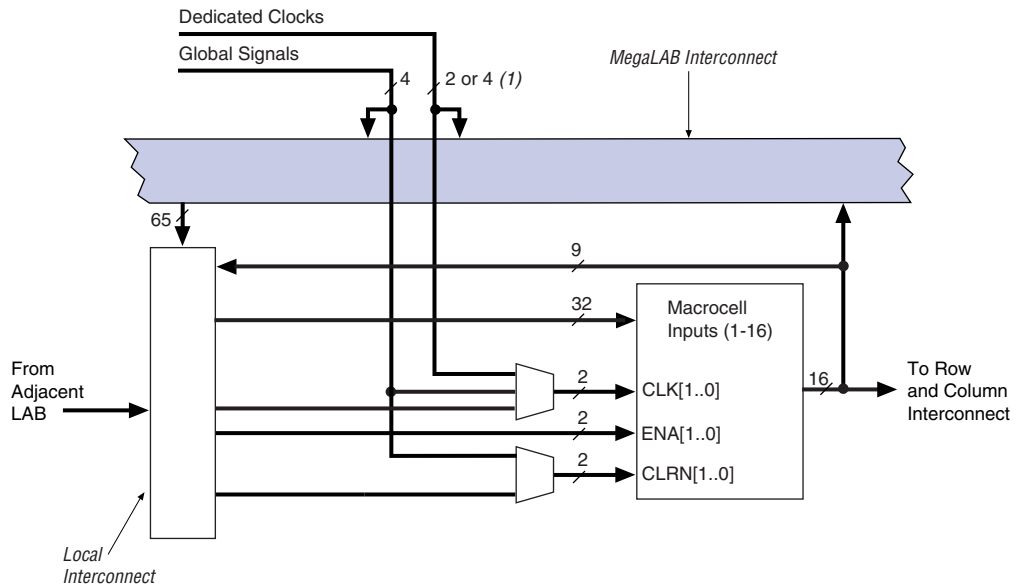 Dedicated Clocks
Global Signals
MegaLAB Interconnect
4
2 or 4 (1)
65
9
32
Macrocell
Inputs (1-16)
From
Adjacent
LAB
2
CLK[1..0]
16
To Row
and Column
Interconnect
2
ENA[1..0]
2
CLRN[1..0]
Local
Interconnect